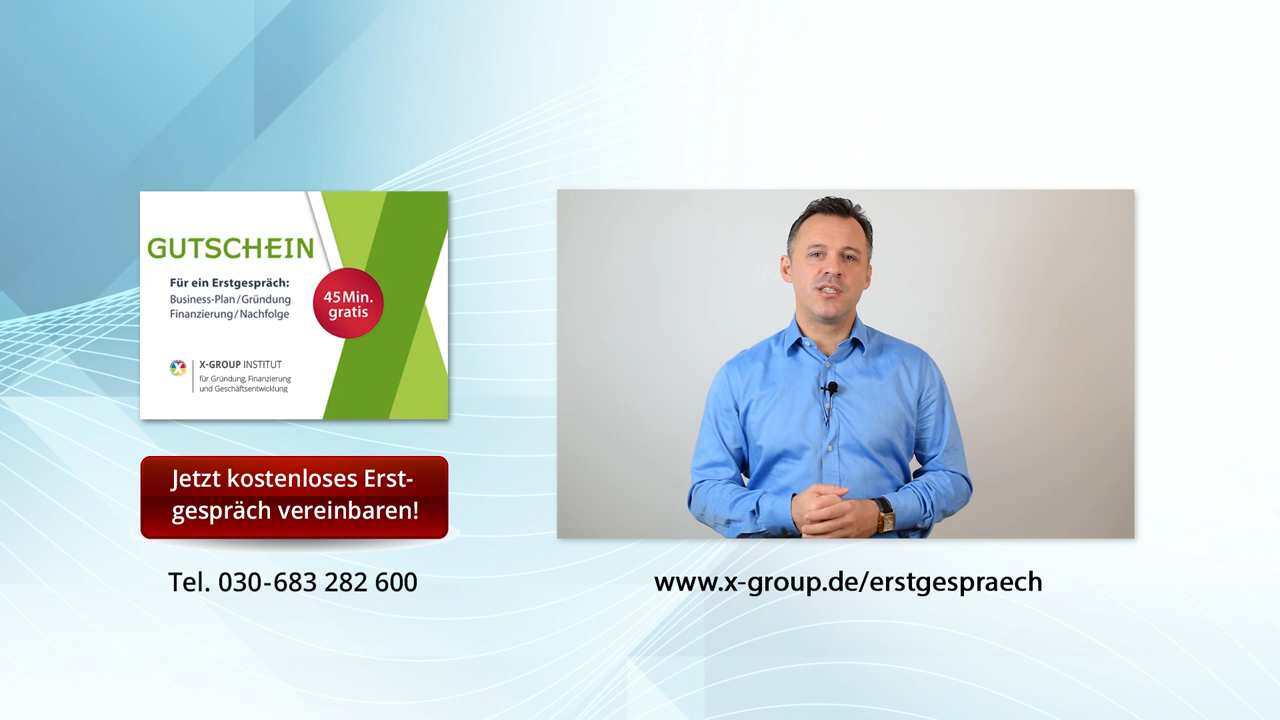 GUTSCHEIN
Für ein Erstgespräch:
Business-Plan/Gründung
Finanzierung/Nachfolge
45 Min.
gratis
X-GROUP INSTITUT
für Gründung, Finanzierung
und Geschäftsentwicklung
Jetzt kostenloses Erst-
gespräch vereinbaren!
Tel. 030-683 282 600
www.x-group.de/erstgespraech